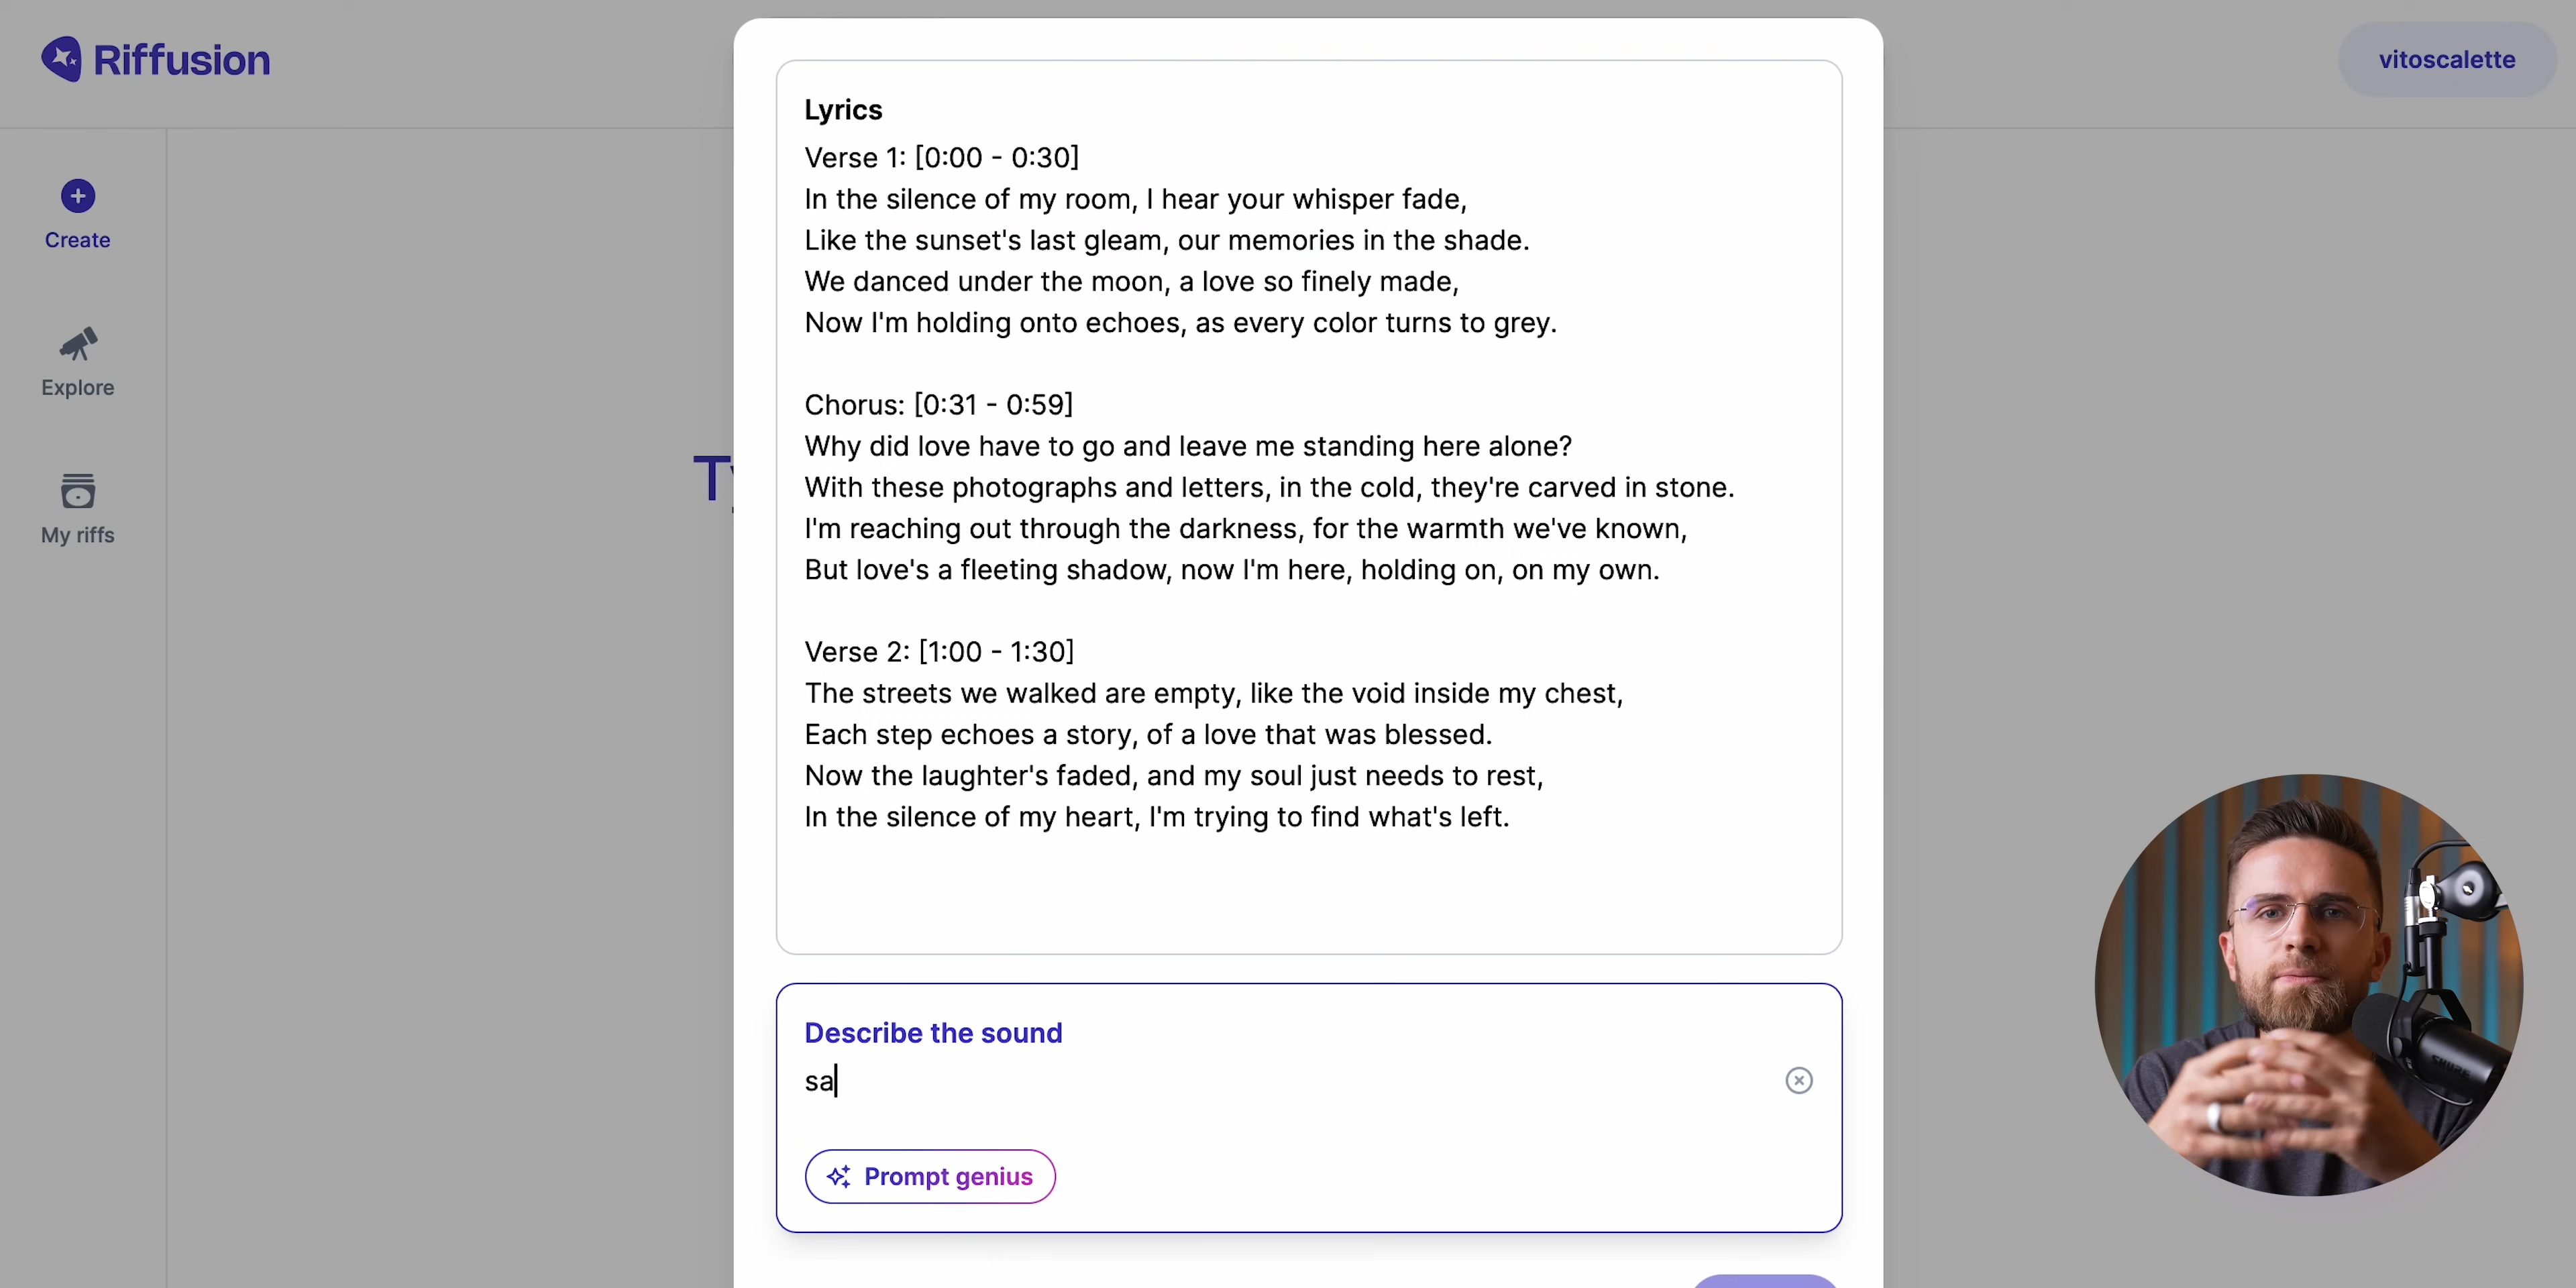 Riffusion
vitoscalette
Create
Explore
My riffs
Lyrics
Verse 1: [0:00 - 0:30]
In the silence of my room, I hear your whisper fade,
Like the sunset's last gleam, our memories in the shade.
We danced under the moon, a love so finely made,
Now I'm holding onto echoes, as every color turns to grey.
Chorus: [0:31 - 0:59]
Why did love have to go and leave me standing here alone?
With these photographs and letters, in the cold, they're carved in stone.
I'm reaching out through the darkness, for the warmth we've known,
But love's a fleeting shadow, now I'm here, holding on, on my own.
Verse 2: [1:00 - 1:30]
The streets we walked are empty, like the void inside my chest,
Each step echoes a story, of a love that was blessed.
Now the laughter's faded, and my soul just needs to rest,
In the silence of my heart, I'm trying to find what's left.
Describe the sound
sa
Prompt genius
SHURE